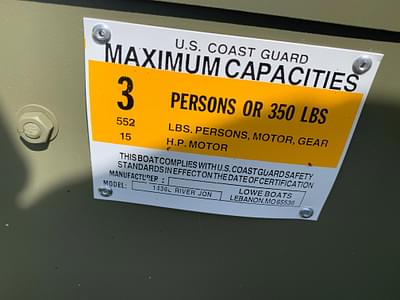 U.S. COAST GUARD
MAXIMUM CAPACITIES
3 PERSONS OR 350 LBS
552 LBS. PERSONS, MOTOR, GEAR
15 H.P. MOTOR
THIS BOAT COMPLIES WITH U.S. COAST GUARD SAFETY
STANDARDS IN EFFECT ON THE DATE OF CERTIFICATION
MANUFACTURER :
MODEL: RIVER JON LOWE BOATS
LEBANON, MO 65536